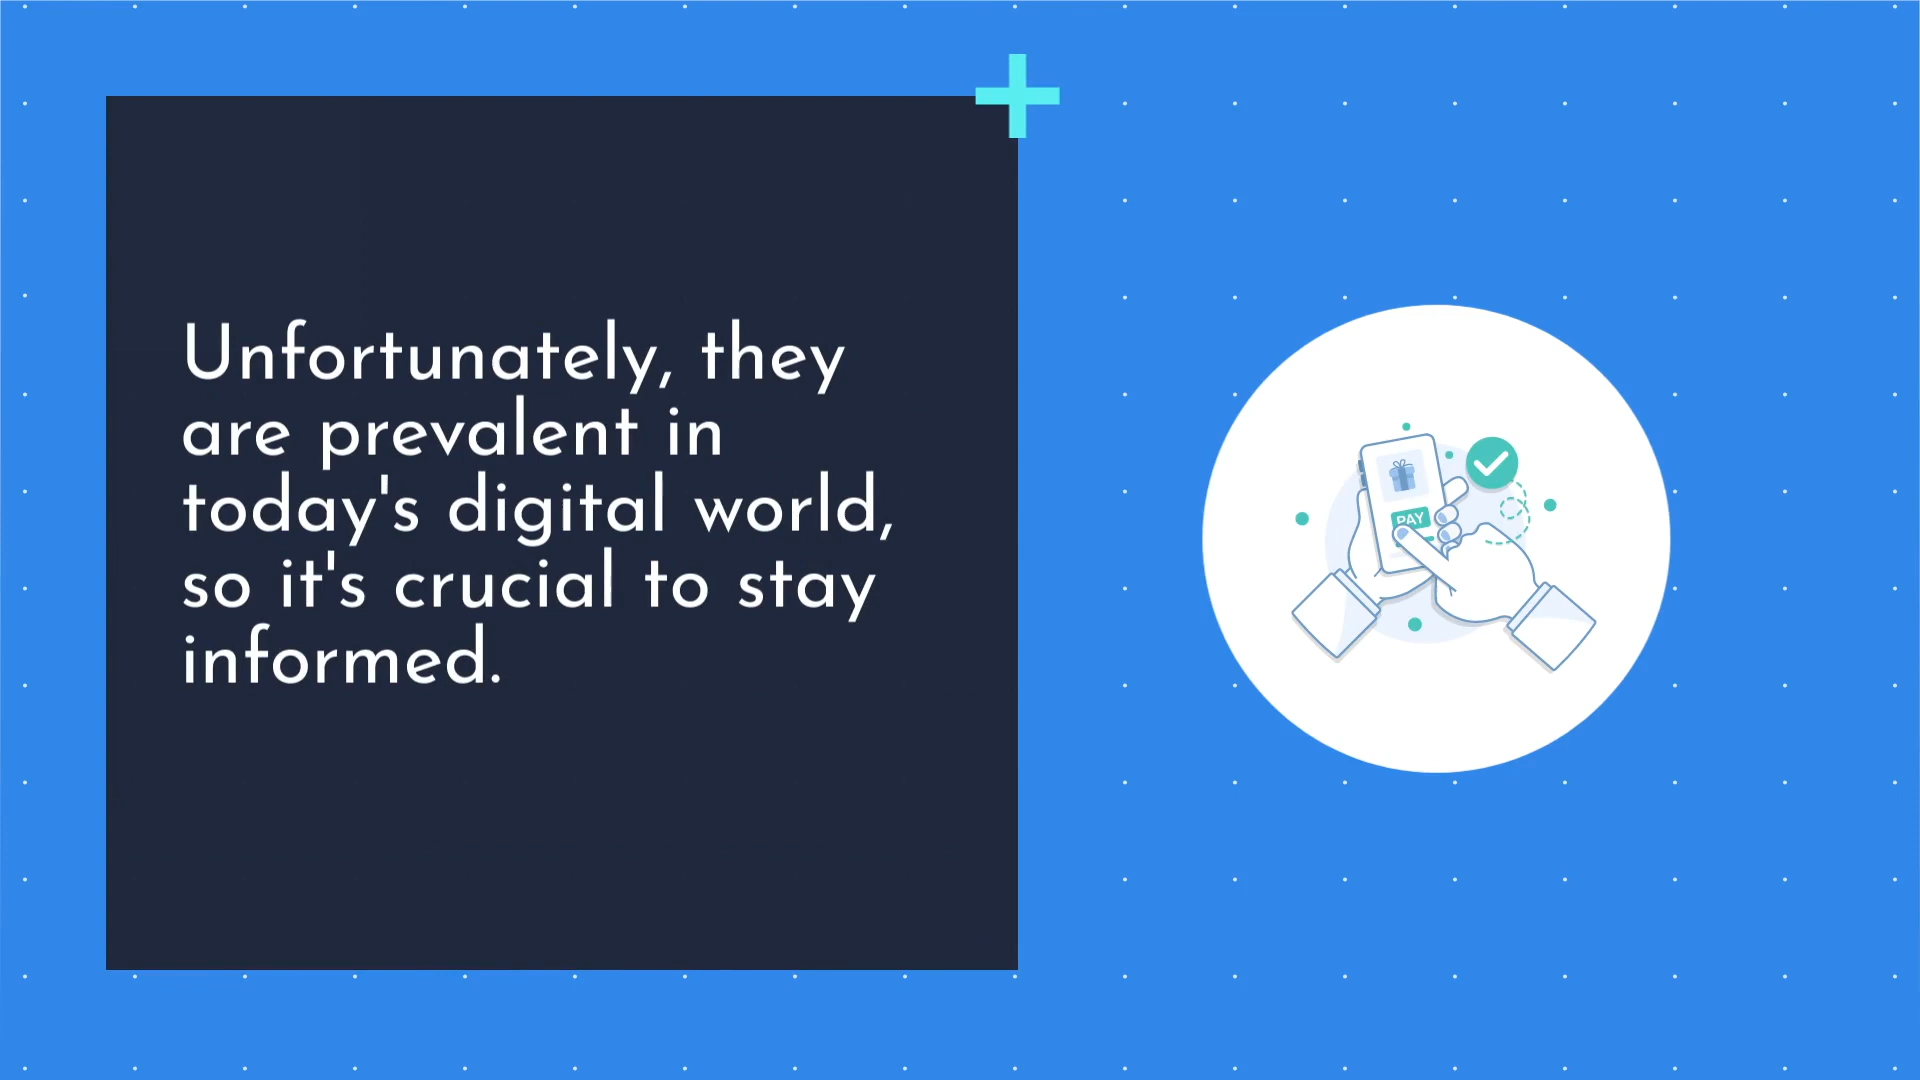 Unfortunately, they
are prevalent in
today's digital world,
so it's crucial to stay
informed.
PAY